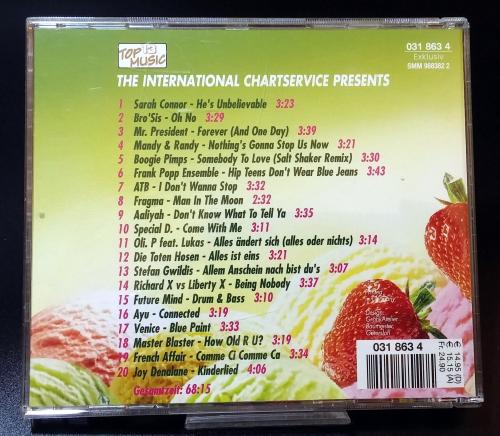 TOP 13 MUSIC
031 863 4
Exklusiv
SMM 988382 2
THE INTERNATIONAL CHARTSERVICE PRESENTS
1 Sarah Connor - He's Unbelievable 3:23
2 Bro'Sis - Oh No 3:29
3 Mr. President - Forever (And One Day) 3:39
4 Mandy & Randy - Nothing's Gonna Stop Us Now 3:21
5 Boogie Pimps - Somebody To Love (Salt Shaker Remix) 3:30
6 Frank Popp Ensemble - Hip Teens Don't Wear Blue Jeans 3:43
7 ATB - I Don't Wanna Stop 3:32
8 Fragma - Man In The Moon 2:32
9 Aaliyah - Don't Know What To Tell Ya 3:35
10 Special D. - Come With Me 3:11
11 Oli. P feat. Lukas - Alles ändert sich (alles oder nichts) 3:14
12 Die Toten Hosen - Alles ist eins 3:21
13 Stefan Gwildis - Allem Anschein nach bist du's 3:07
14 Richard X vs Liberty X - Being Nobody 3:37
15 Future Mind - Drum & Bass 3:10
16 Ayu - Connected 3:19
17 Venice - Blue Paint 3:33
18 Master Blaster - How Old R U? 3:19
19 French Affair - Comme Ci Comme Ca 3:34
20 Joy Denalane - Kinderlied 4:06
Gesamtzeit: 68:15
Design:
031 863 4
€ 14.95 (D)
€ 15.15 (A)
Fr. 24.90